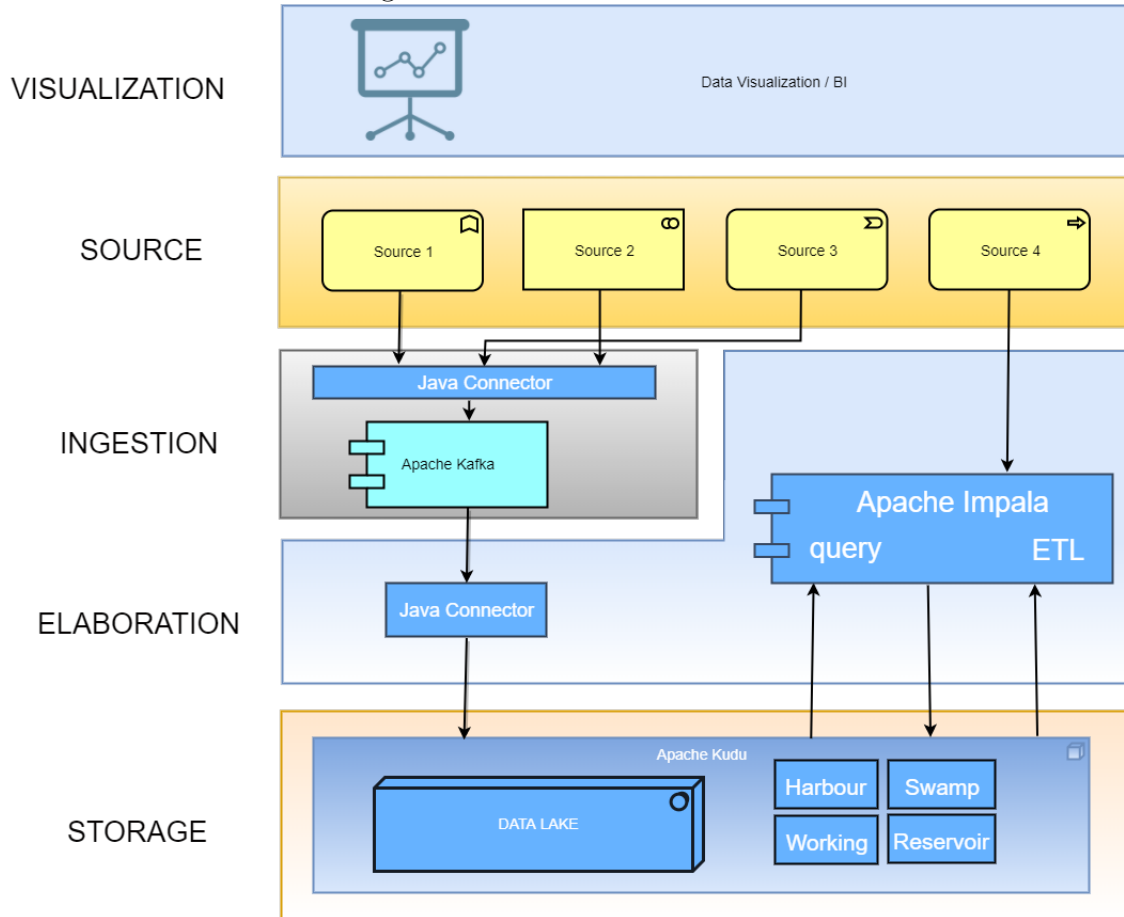 VISUALIZATION
Data Visualization / BI
SOURCE
Source 1
Source 2
Source 3
Source 4
INGESTION
Java Connector
Apache Kafka
Apache Impala
query
ETL
ELABORATION
Java Connector
STORAGE
Apache Kudu
DATA LAKE
Harbour
Swamp
Working
Reservoir